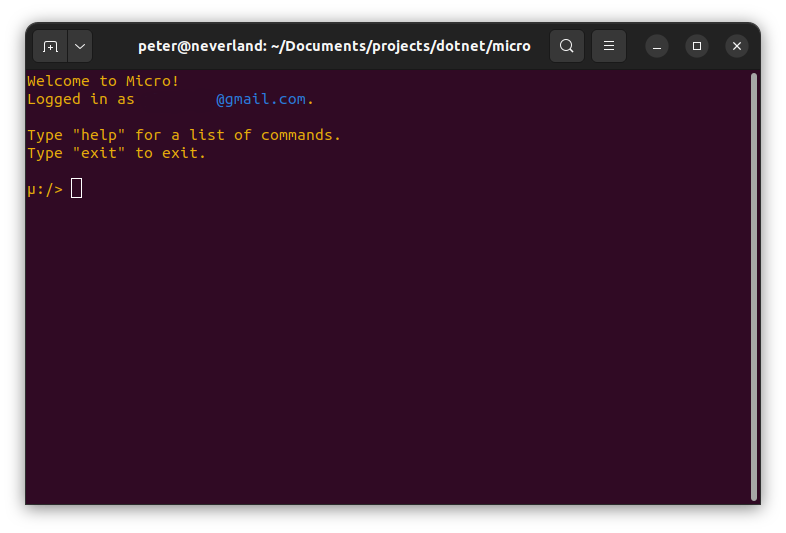 peter@neverland: ~/Documents/projects/dotnet/micro
Welcome to Micro!
Logged in as @gmail.com.
Type "help" for a list of commands.
Type "exit" to exit.
µ:/>